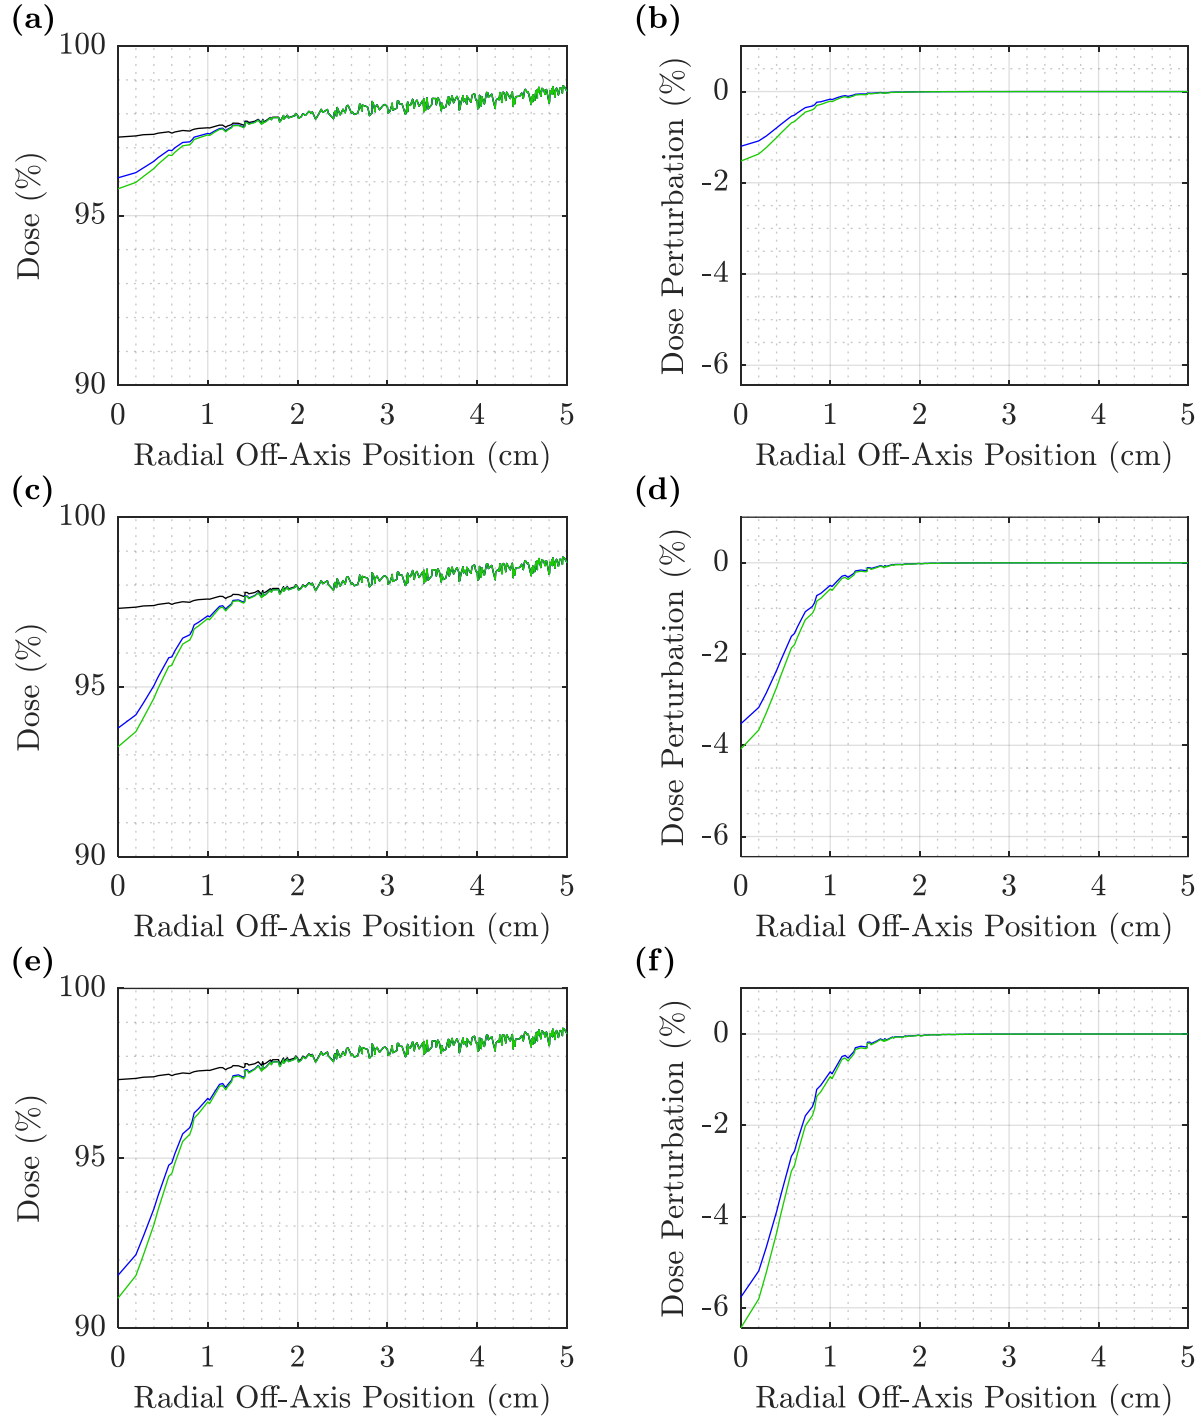 (a)
100
95
90
Dose (%)
0 1 2 3 4 5
Radial Off-Axis Position (cm)
(b)
0
-2
-4
-6
Dose Perturbation (%)
0 1 2 3 4 5
Radial Off-Axis Position (cm)
(c)
100
95
90
Dose (%)
0 1 2 3 4 5
Radial Off-Axis Position (cm)
(d)
0
-2
-4
-6
Dose Perturbation (%)
0 1 2 3 4 5
Radial Off-Axis Position (cm)
(e)
100
95
90
Dose (%)
0 1 2 3 4 5
Radial Off-Axis Position (cm)
(f)
0
-2
-4
-6
Dose Perturbation (%)
0 1 2 3 4 5
Radial Off-Axis Position (cm)